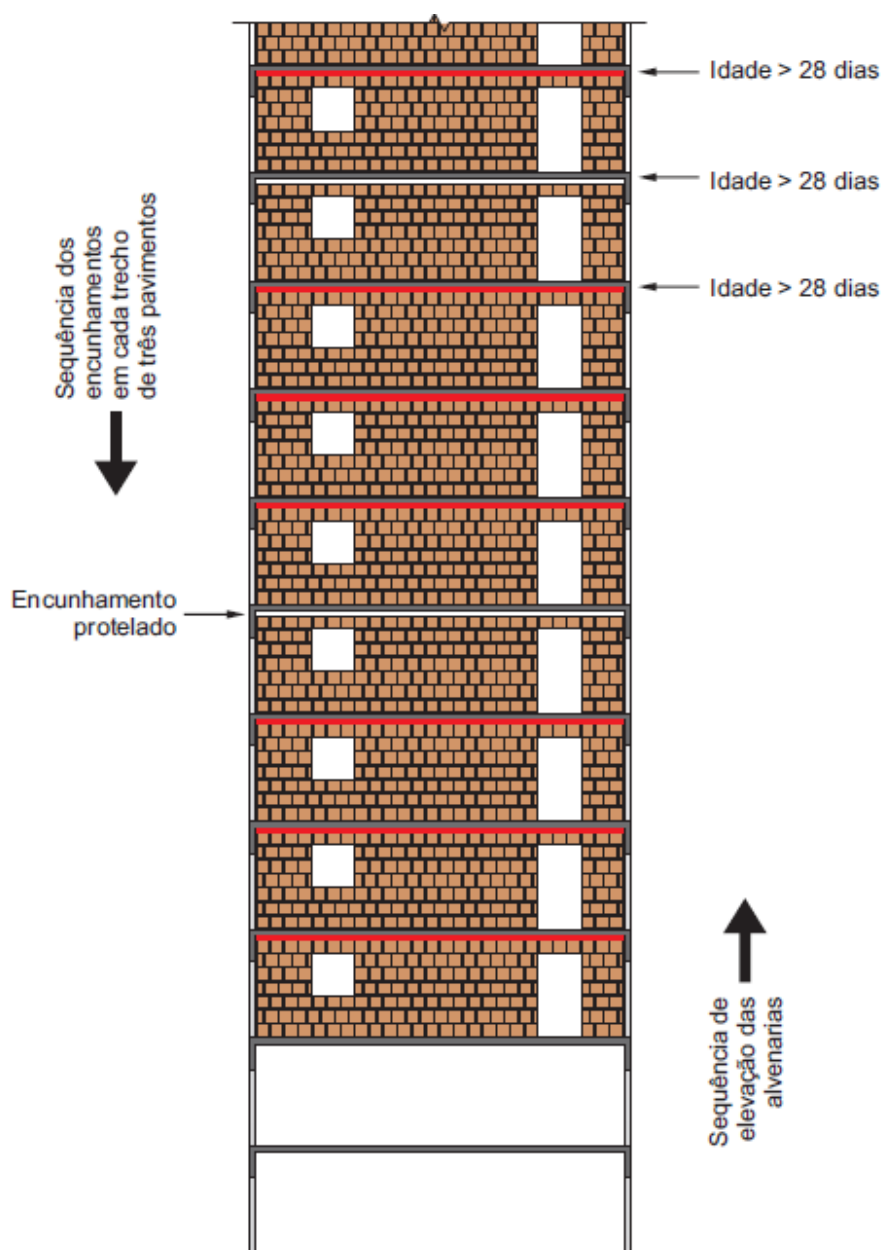 Idade > 28 dias
Idade > 28 dias
Idade > 28 dias
Sequência dos
encunhamentos
em cada trecho
de três pavimentos
Encunhamento
protelado
Sequência de
elevação das
alvenarias